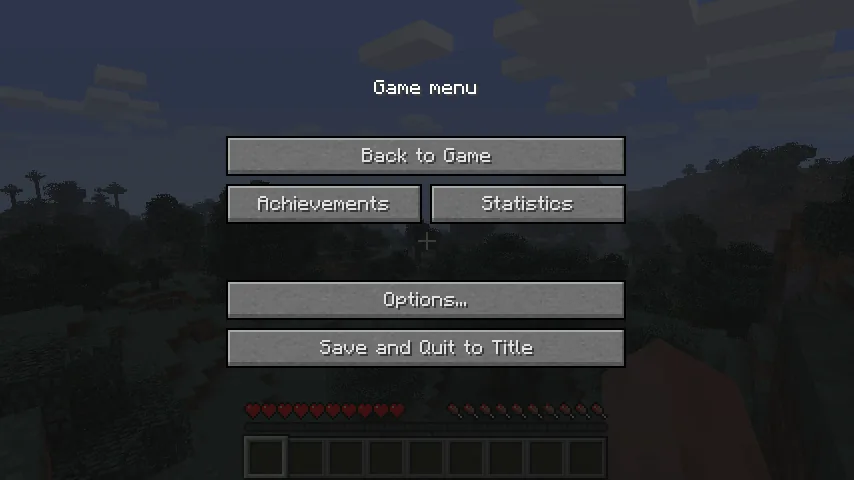 Game menu
Back to Game
Achievements
Statistics
Options...
Save and Quit to Title